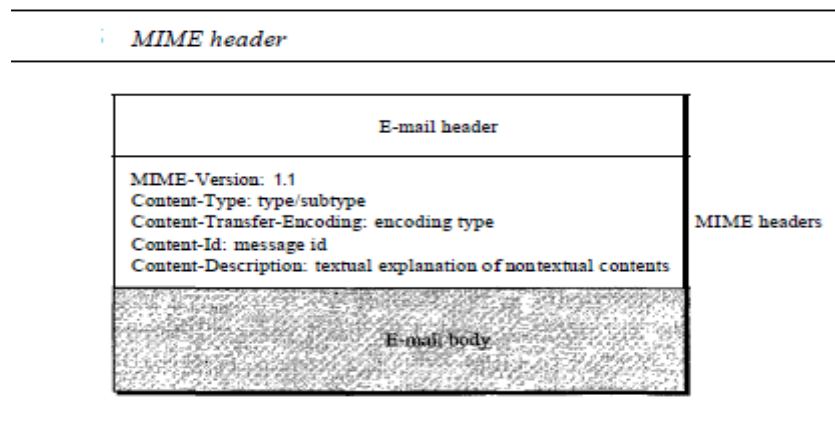 MIME header
E-mail header
MIME-Version: 1.1
Content-Type: type/subtype
Content-Transfer-Encoding: encoding type
MIME headers
Content-Id: message id
Content-Description: textual explanation of nontextual contents
E-mail body